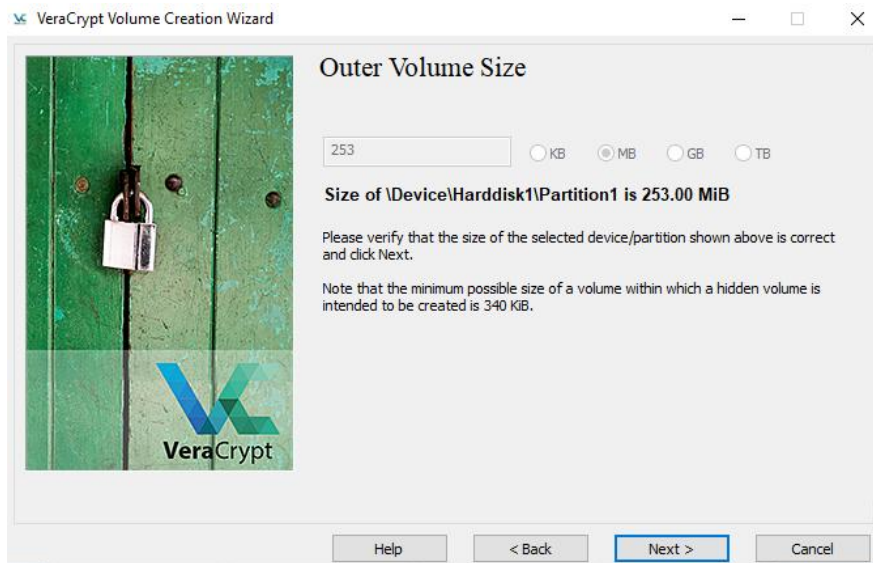 VeraCrypt Volume Creation Wizard
Outer Volume Size
253 KB MB GB TB
Size of \Device\Harddisk1\Partition1 is 253.00 MiB
Please verify that the size of the selected device/partition shown above is correct
and click Next.
Note that the minimum possible size of a volume within which a hidden volume is
intended to be created is 340 KiB.
VeraCrypt
Help < Back Next > Cancel